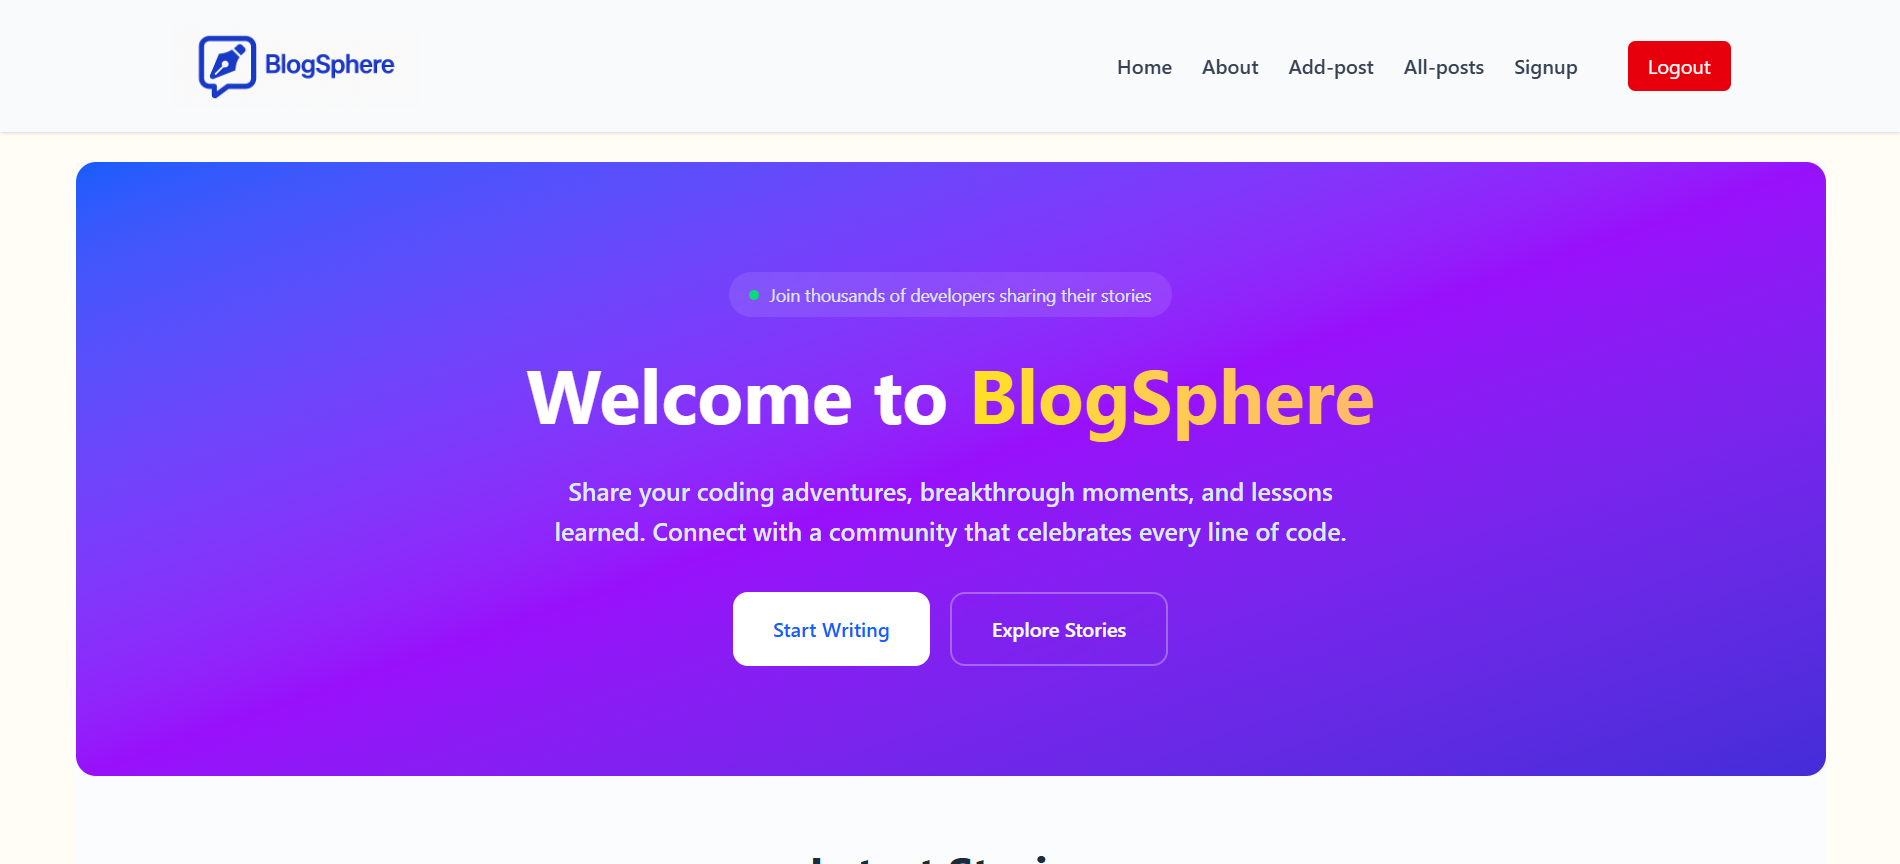 BlogSphere
Home About Add-post All-posts Signup Logout
Join thousands of developers sharing their stories
Welcome to BlogSphere
Share your coding adventures, breakthrough moments, and lessons
learned. Connect with a community that celebrates every line of code.
Start Writing Explore Stories